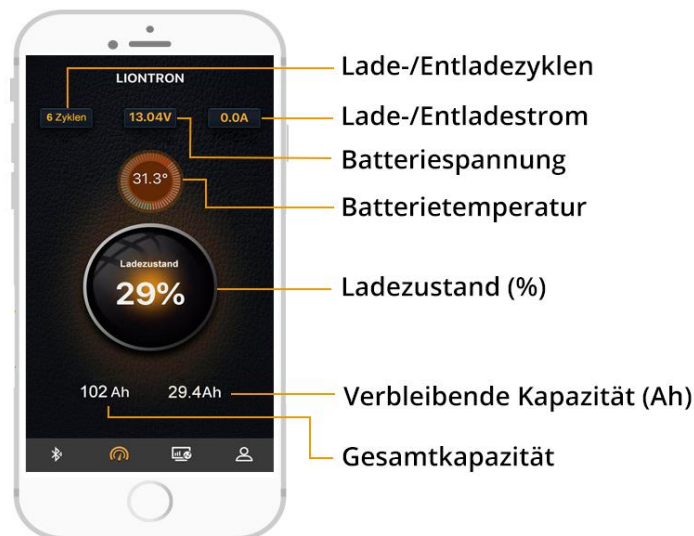 LIONTRON
6 Zyklen
13.04V
0.0A
31.3°
Ladezustand
29%
102 Ah
29.4Ah
Lade-/Entladezyklen
Lade-/Entladestrom
Batteriespannung
Batterietemperatur
Ladezustand (%)
Verbleibende Kapazität (Ah)
Gesamtkapazität